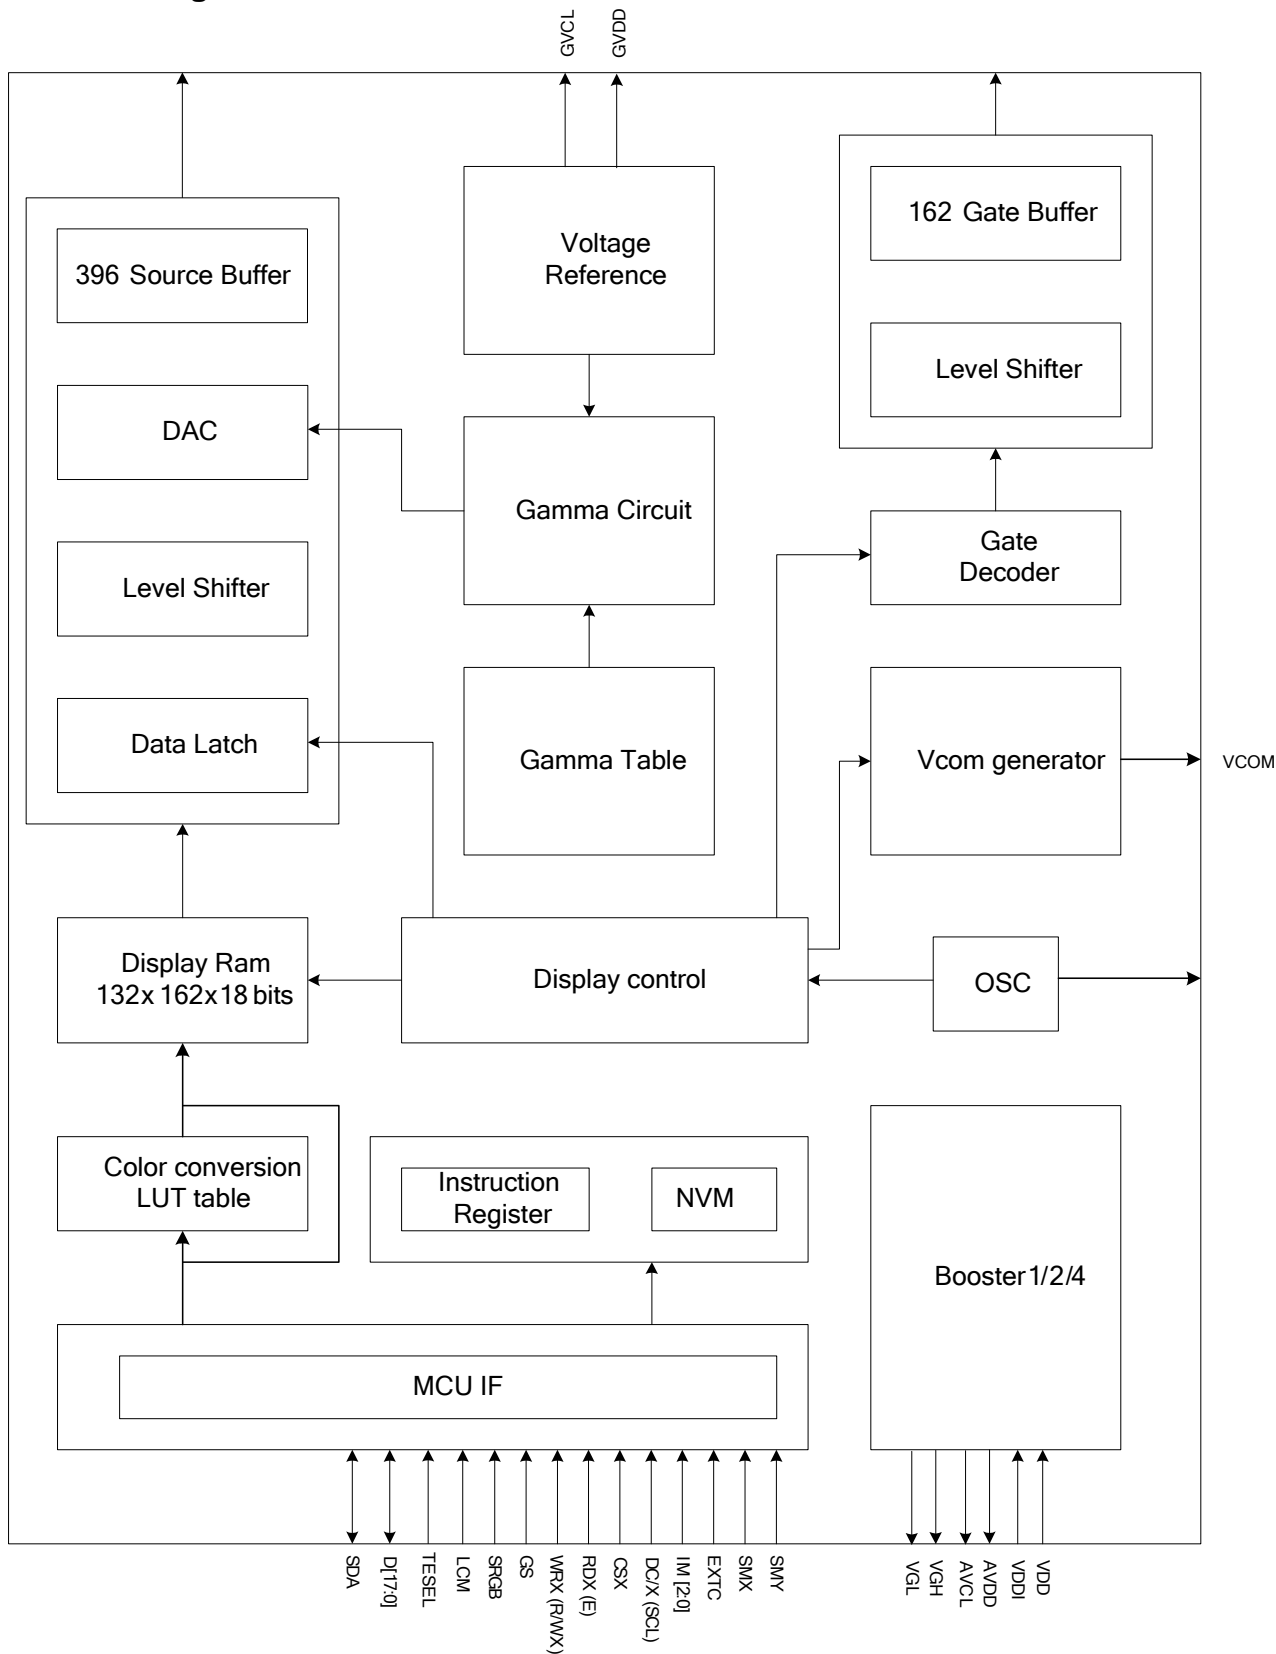 GVCL
GVDD
396 Source Buffer
Voltage
Reference
162 Gate Buffer
Level Shifter
DAC
Gamma Circuit
Gate
Decoder
Level Shifter
Data Latch
Gamma Table
Vcom generator
VCOM
Display Ram
132x 162x18 bits
Display control
OSC
Color conversion
LUT table
Instruction
Register
NVM
Booster 1/2/4
MCU IF
SDA
D[17:0]
TESEL
LCM
SRGB
GS
WRX (R/WX)
RDX (E)
CSX
DC/X (SCL)
IM [2:0]
EXTC
SMX
SMY
VGL
VGH
AVCL
AVDD
VDDI
VDD